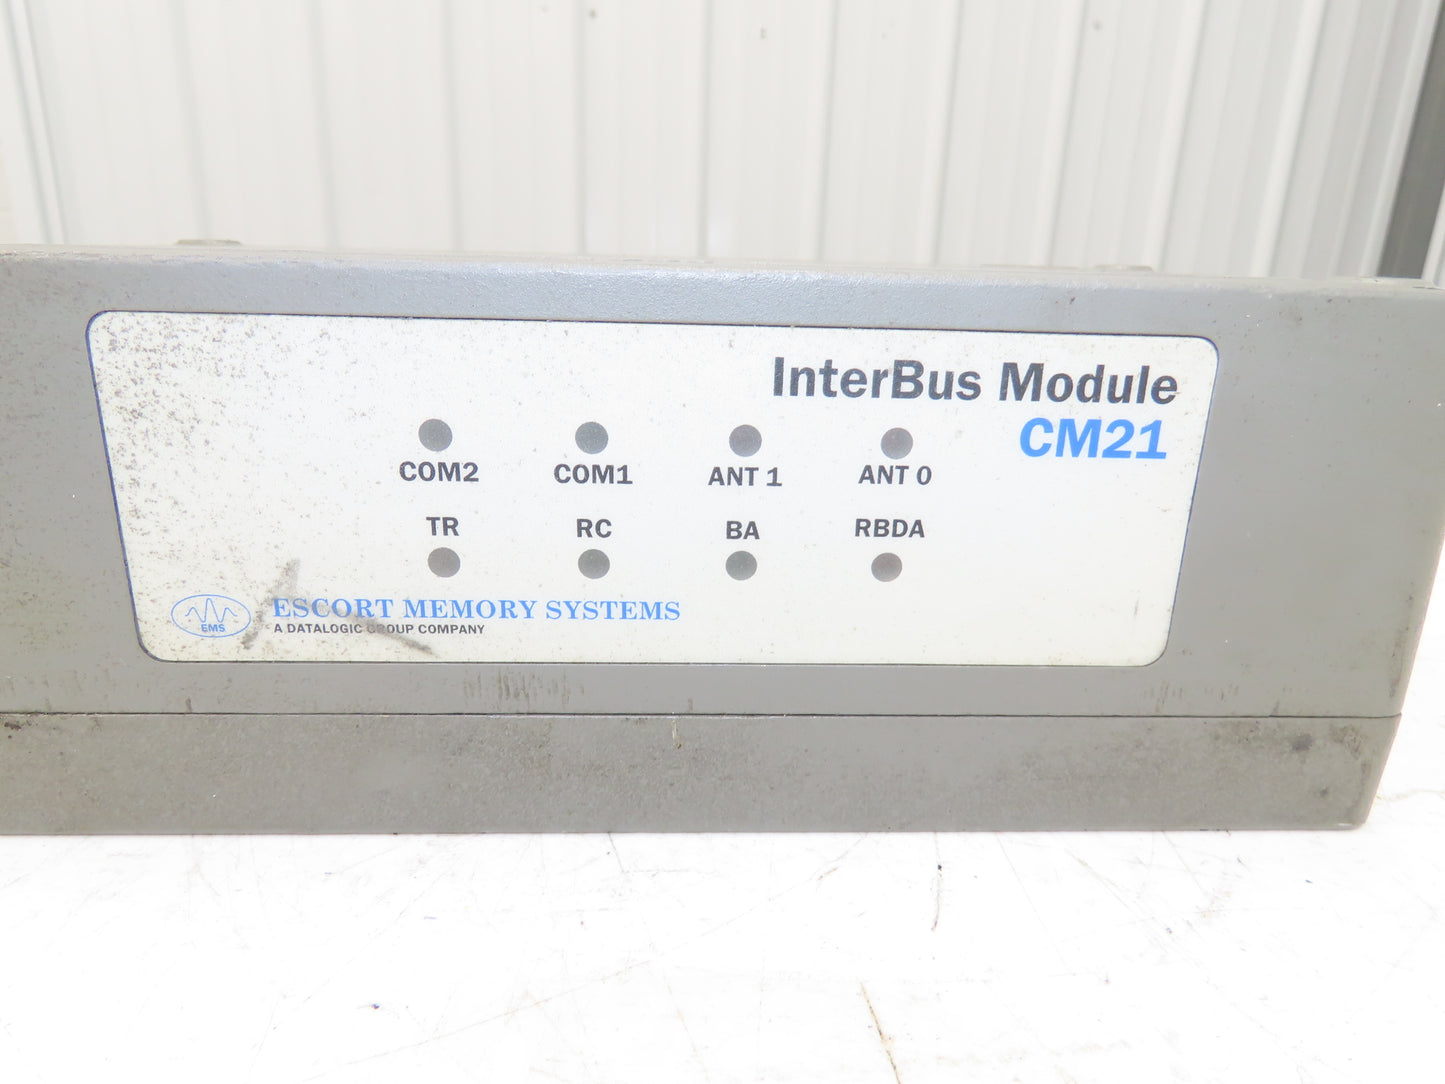 InterBus Module
CM21
COM2 COM1 ANT 1 ANT 0
TR RC BA RBDA
EMS
ESCORT MEMORY SYSTEMS
A DATALOGIC GROUP COMPANY